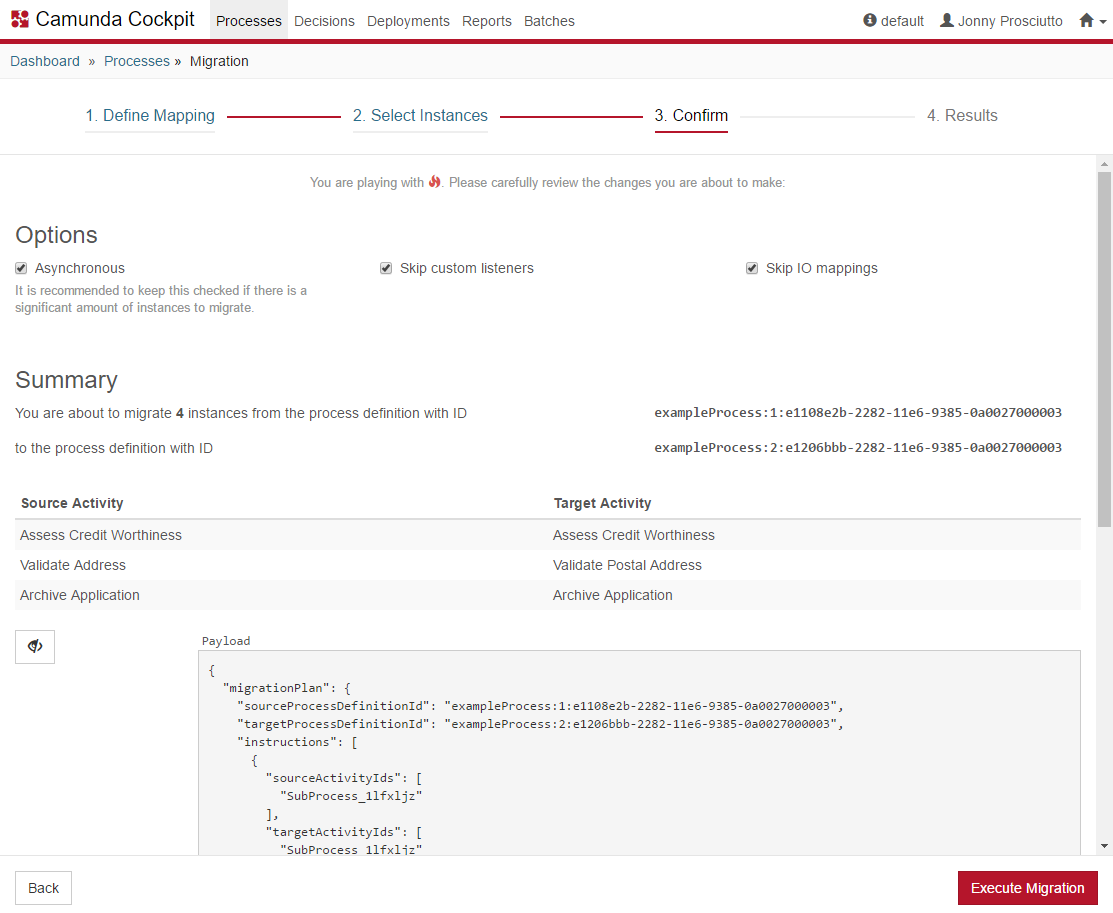 Camunda Cockpit Processes Decisions Deployments Reports Batches default Jonny Prosciutto
Dashboard » Processes » Migration
1. Define Mapping 2. Select Instances 3. Confirm 4. Results
You are playing with . Please carefully review the changes you are about to make:
Options
Asynchronous Skip custom listeners Skip IO mappings
It is recommended to keep this checked if there is a
significant amount of instances to migrate.
Summary
You are about to migrate 4 instances from the process definition with ID exampleProcess:1:e1108e2b-2282-11e6-9385-0a0027000003
to the process definition with ID exampleProcess:2:e1206bbb-2282-11e6-9385-0a0027000003
Source Activity Target Activity
Assess Credit Worthiness Assess Credit Worthiness
Validate Address Validate Postal Address
Archive Application Archive Application
Payload
{
"migrationPlan": {
"sourceProcessDefinitionId": "exampleProcess:1:e1108e2b-2282-11e6-9385-0a0027000003",
"targetProcessDefinitionId": "exampleProcess:2:e1206bbb-2282-11e6-9385-0a0027000003",
"instructions": [
{
"sourceActivityIds": [
"SubProcess_1lfxljz"
],
"targetActivityIds": [
"SubProcess_1lfxljz"
Back Execute Migration